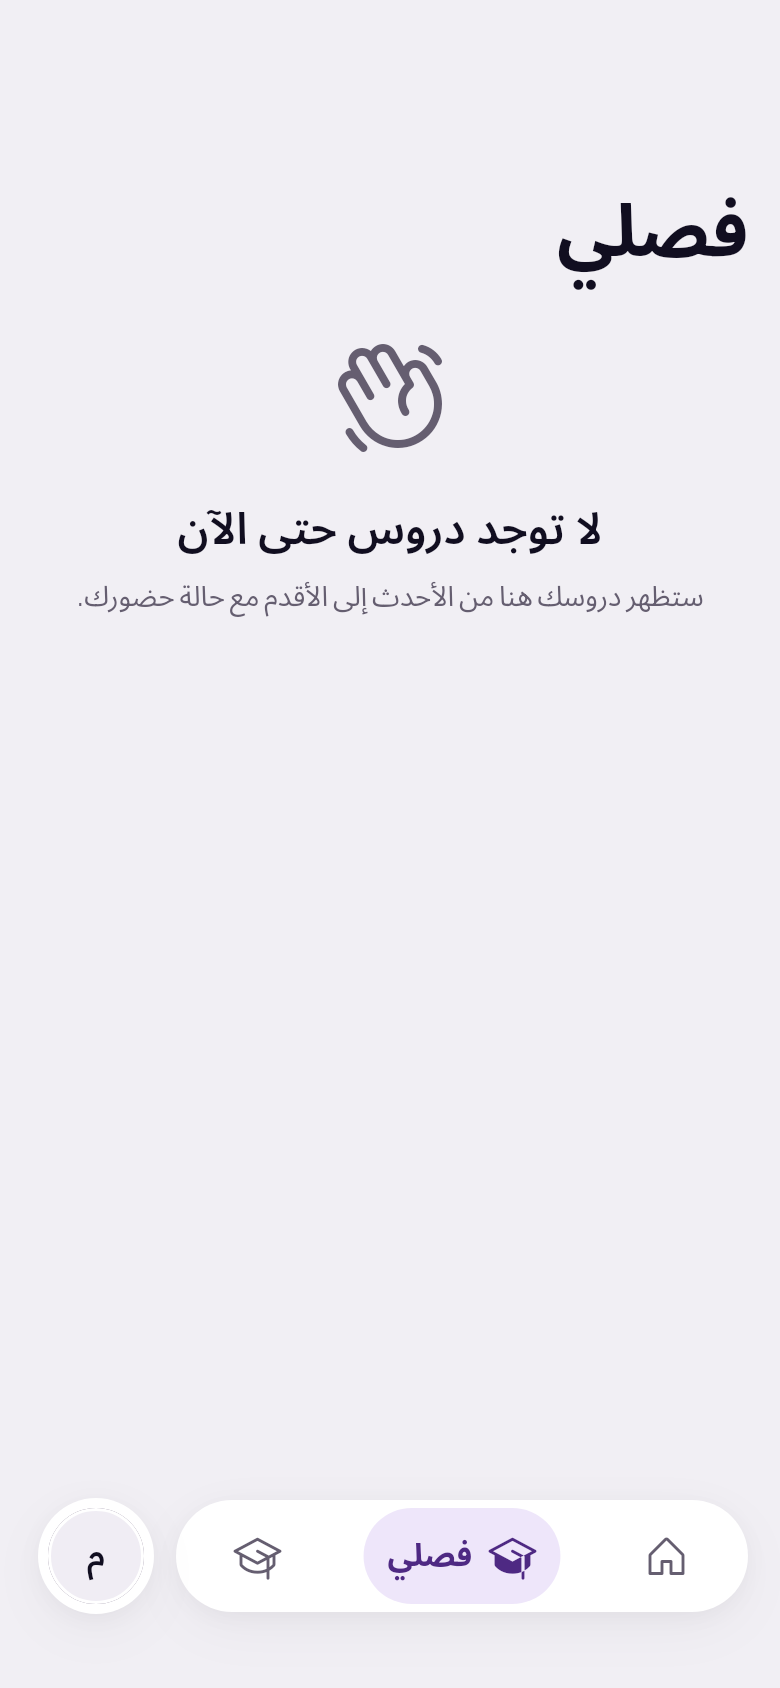 فصلي
لا توجد دروس حتى الآن
ستظهر دروسك هنا من الأحدث إلى الأقدم مع حالة حضورك.
فصلي
م